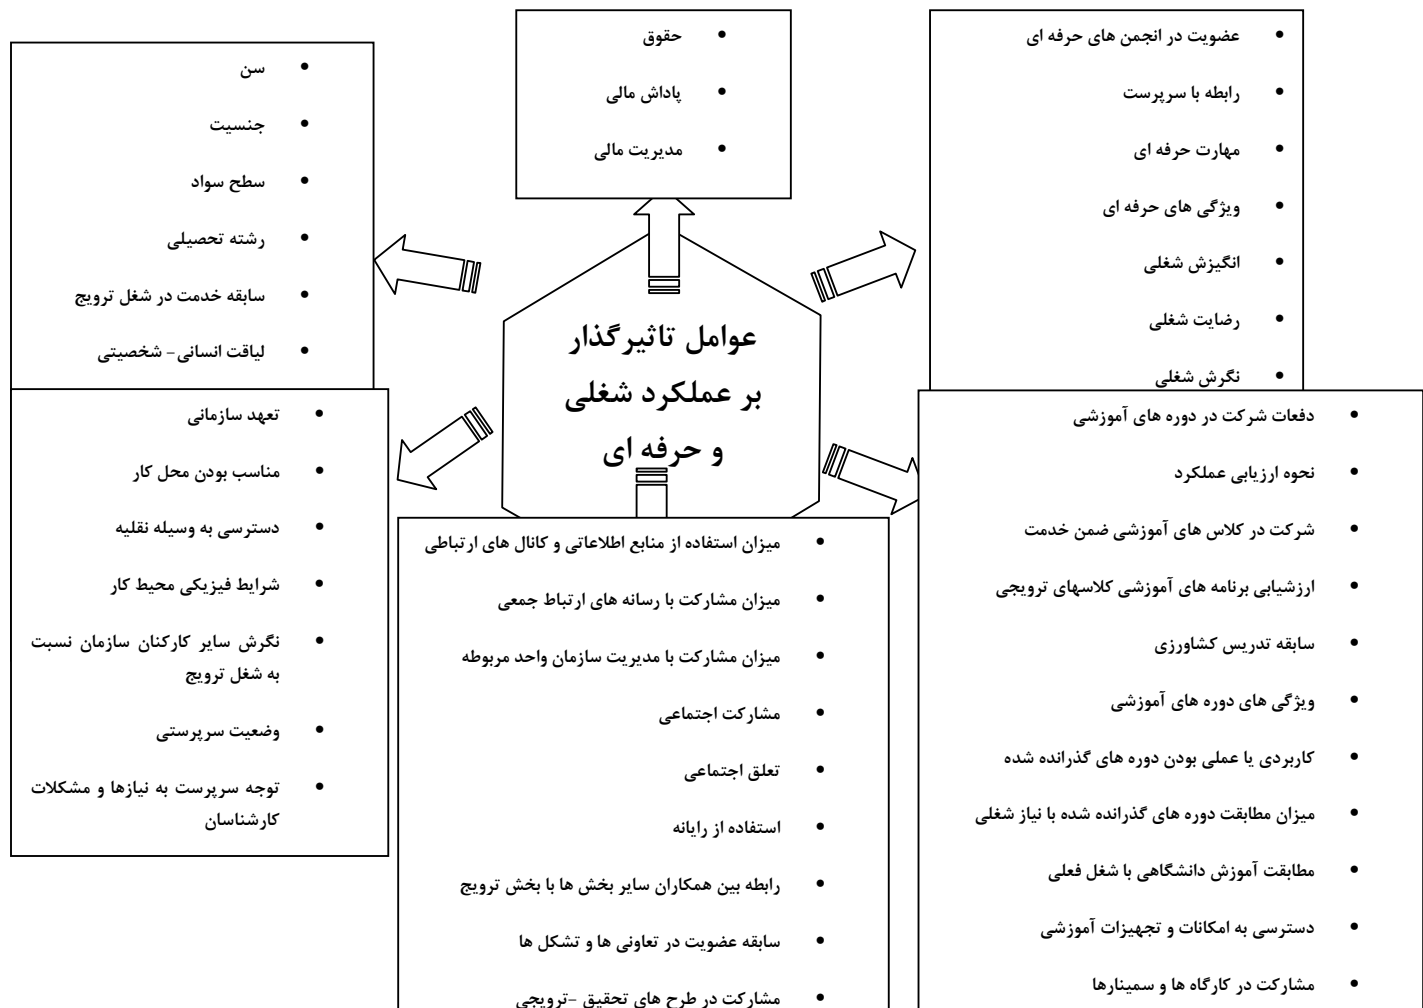 عضویت در انجمن های حرفه ای
رابطه با سرپرست
مهارت حرفه ای
ویژگی های حرفه ای
انگیزش شغلی
رضایت شغلی
نگرش شغلی
حقوق
پاداش مالی
مدیریت مالی
سن
جنسیت
سطح سواد
رشته تحصیلی
سابقه خدمت در شغل ترویج
لیاقت انسانی- شخصیتی
عوامل تاثیرگذار
بر عملکرد شغلی
و حرفه ای
دفعات شرکت در دوره های آموزشی
نحوه ارزیابی عملکرد
شرکت در کلاس های آموزشی ضمن خدمت
ارزشیابی برنامه های آموزشی کلاسهای ترویجی
سابقه تدریس کشاورزی
ویژگی های دوره های آموزشی
کاربردی یا عملی بودن دوره های گذرانده شده
میزان مطابقت دوره های گذرانده شده با نیاز شغلی
مطابقت آموزش دانشگاهی با شغل فعلی
دسترسی به امکانات و تجهیزات آموزشی
مشارکت در کارگاه ها و سمینارها
میزان استفاده از منابع اطلاعاتی و کانال های ارتباطی
میزان مشارکت با رسانه های ارتباط جمعی
میزان مشارکت با مدیریت سازمان واحد مربوطه
مشارکت اجتماعی
تعلق اجتماعی
استفاده از رایانه
رابطه بین همکاران سایر بخش ها با بخش ترویج
سابقه عضویت در تعاونی ها و تشکل ها
مشارکت در طرح های تحقیق -ترویجی
تعهد سازمانی
مناسب بودن محل کار
دسترسی به وسیله نقلیه
شرایط فیزیکی محیط کار
نگرش سایر کارکنان سازمان نسبت
به شغل ترویج
وضعیت سرپرستی
توجه سرپرست به نیازها و مشکلات
کارشناسان